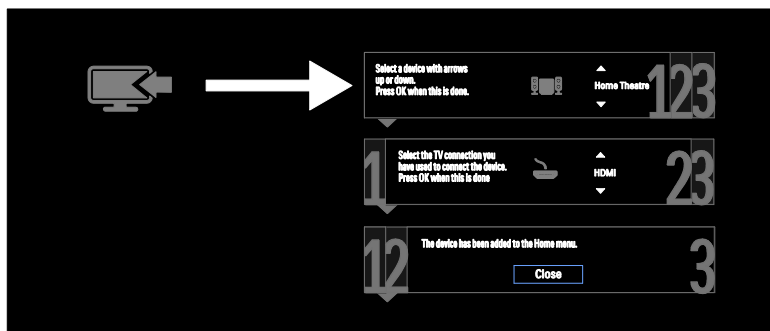 Select a device with arrows
up or down.
Press OK when this is done.
Home Theatre
123
1
Select the TV connection you
have used to connect the device.
Press OK when this is done
HDMI
23
12
The device has been added to the Home menu.
Close
3